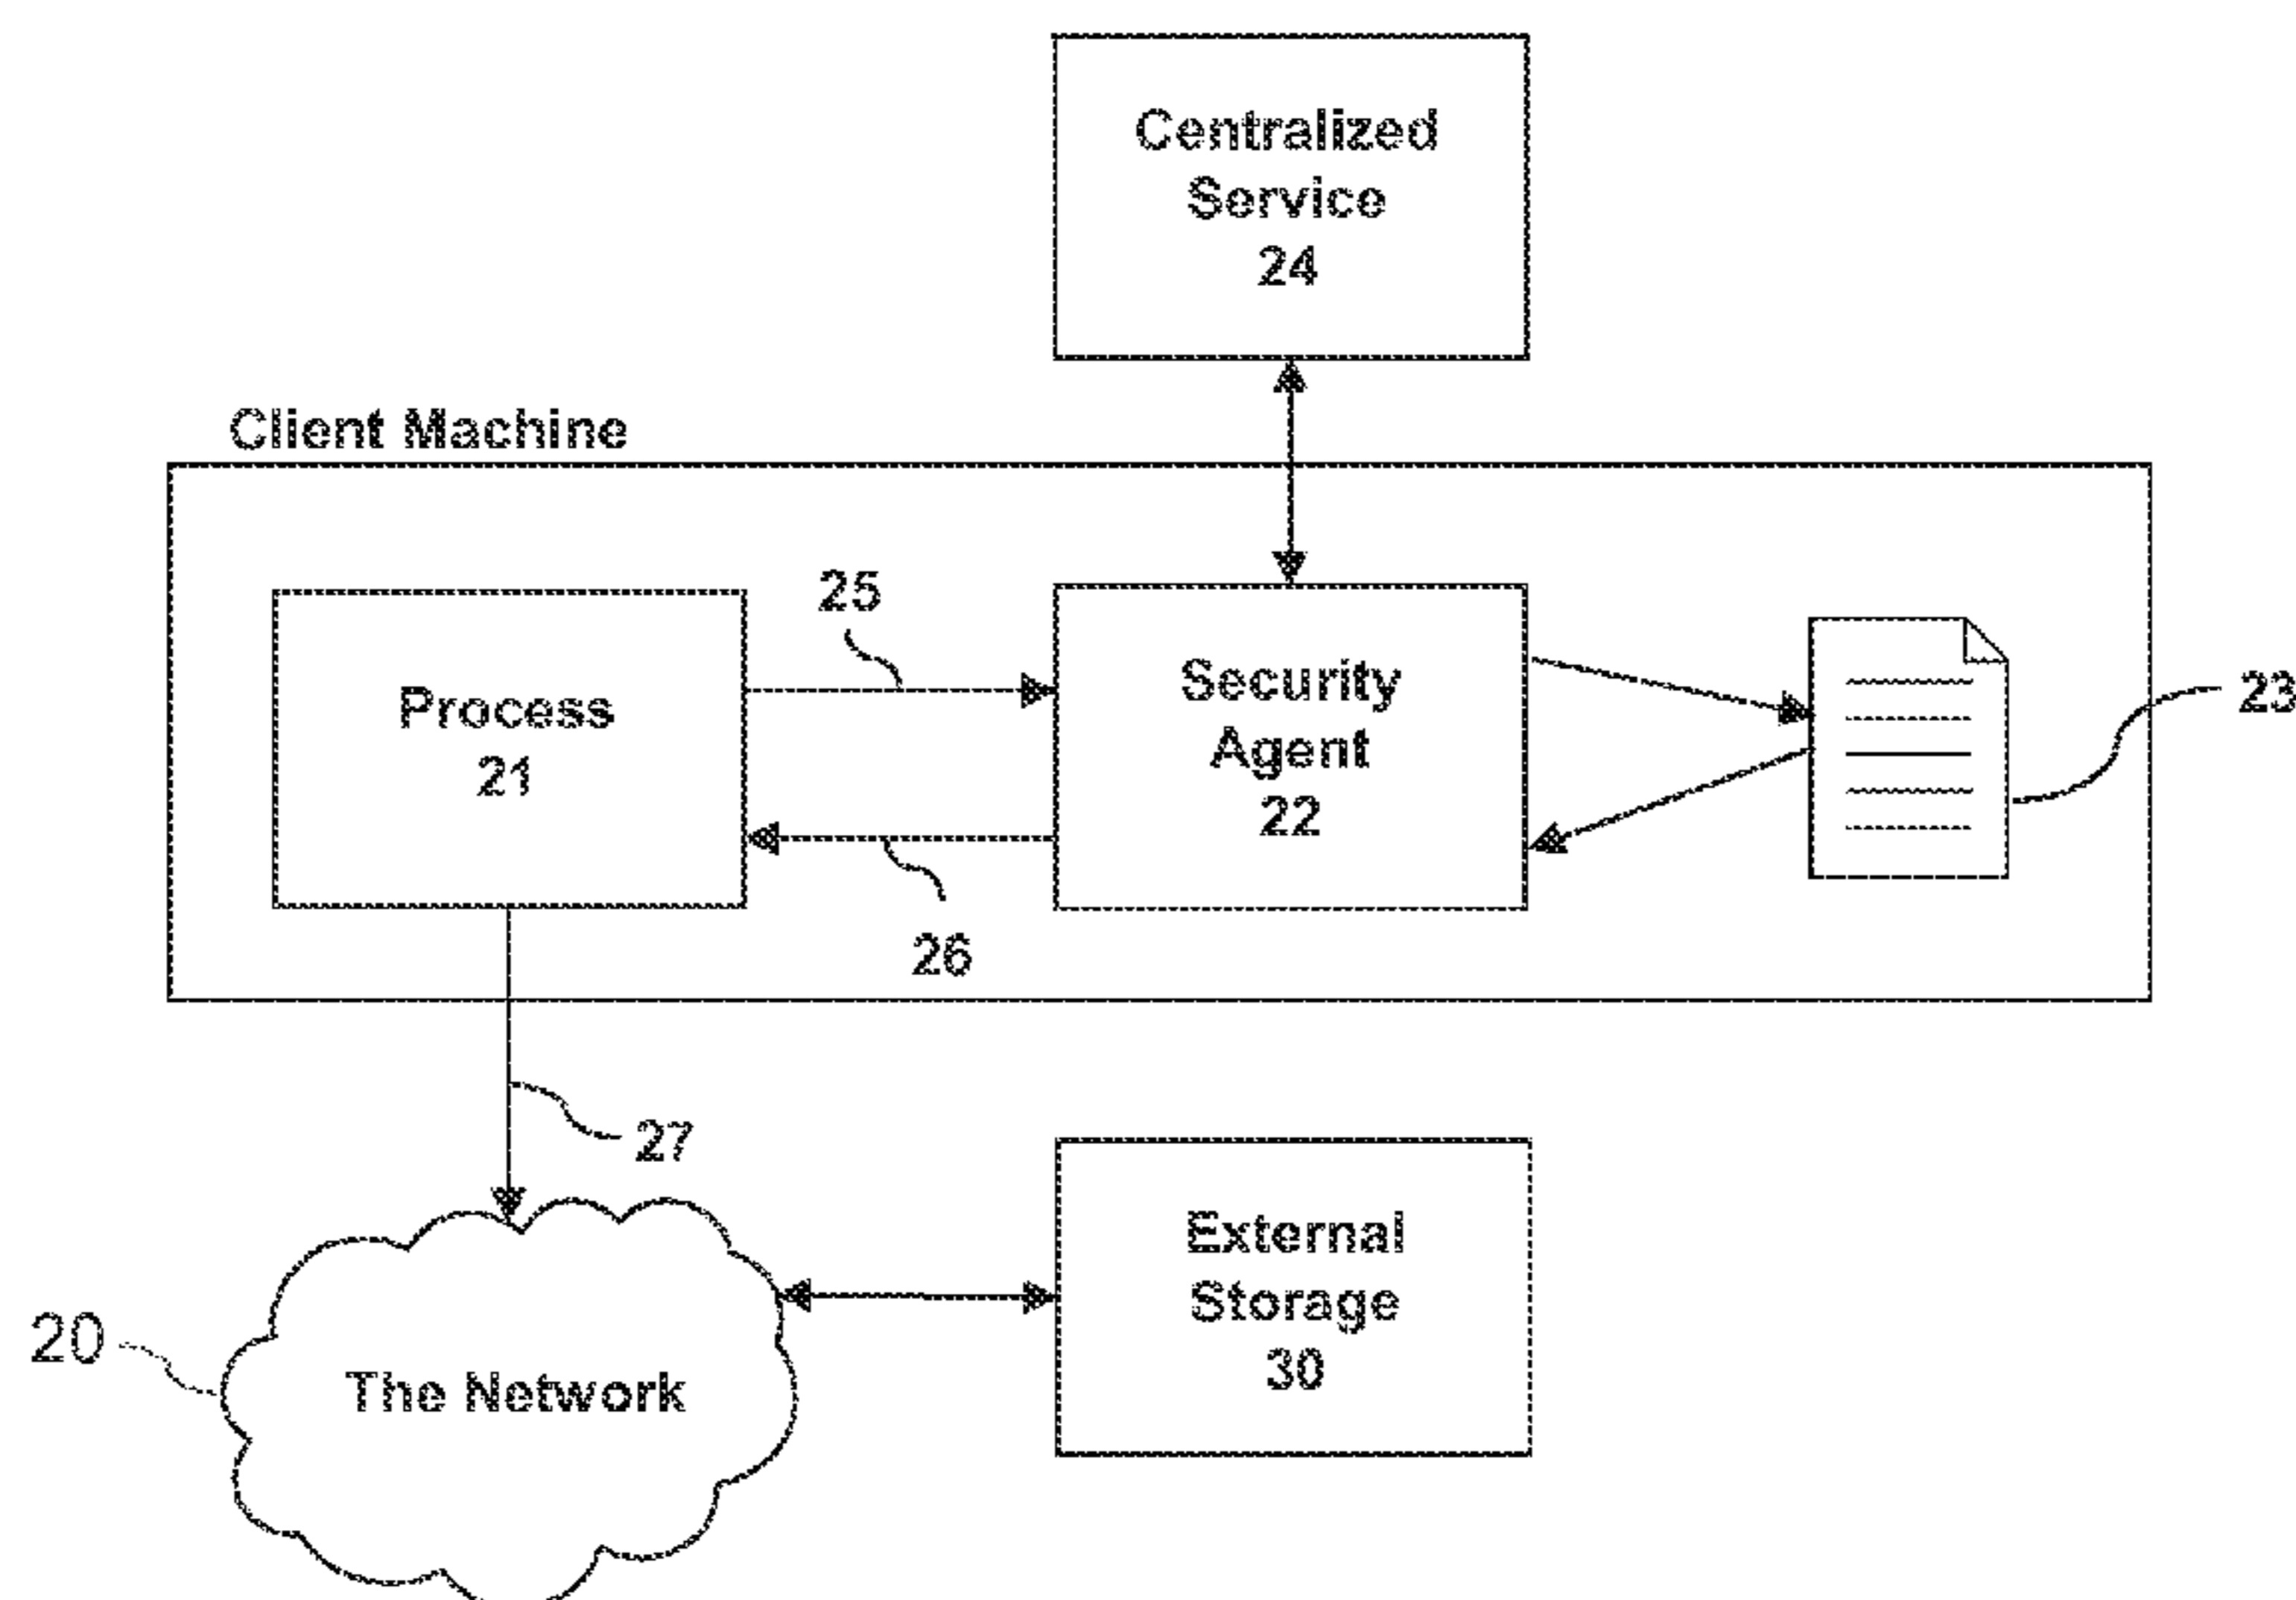 Centralized
Service
24
Client Machine
25
Process
21
Security
Agent
22
23
26
27
External
Storage
30
20
The Network